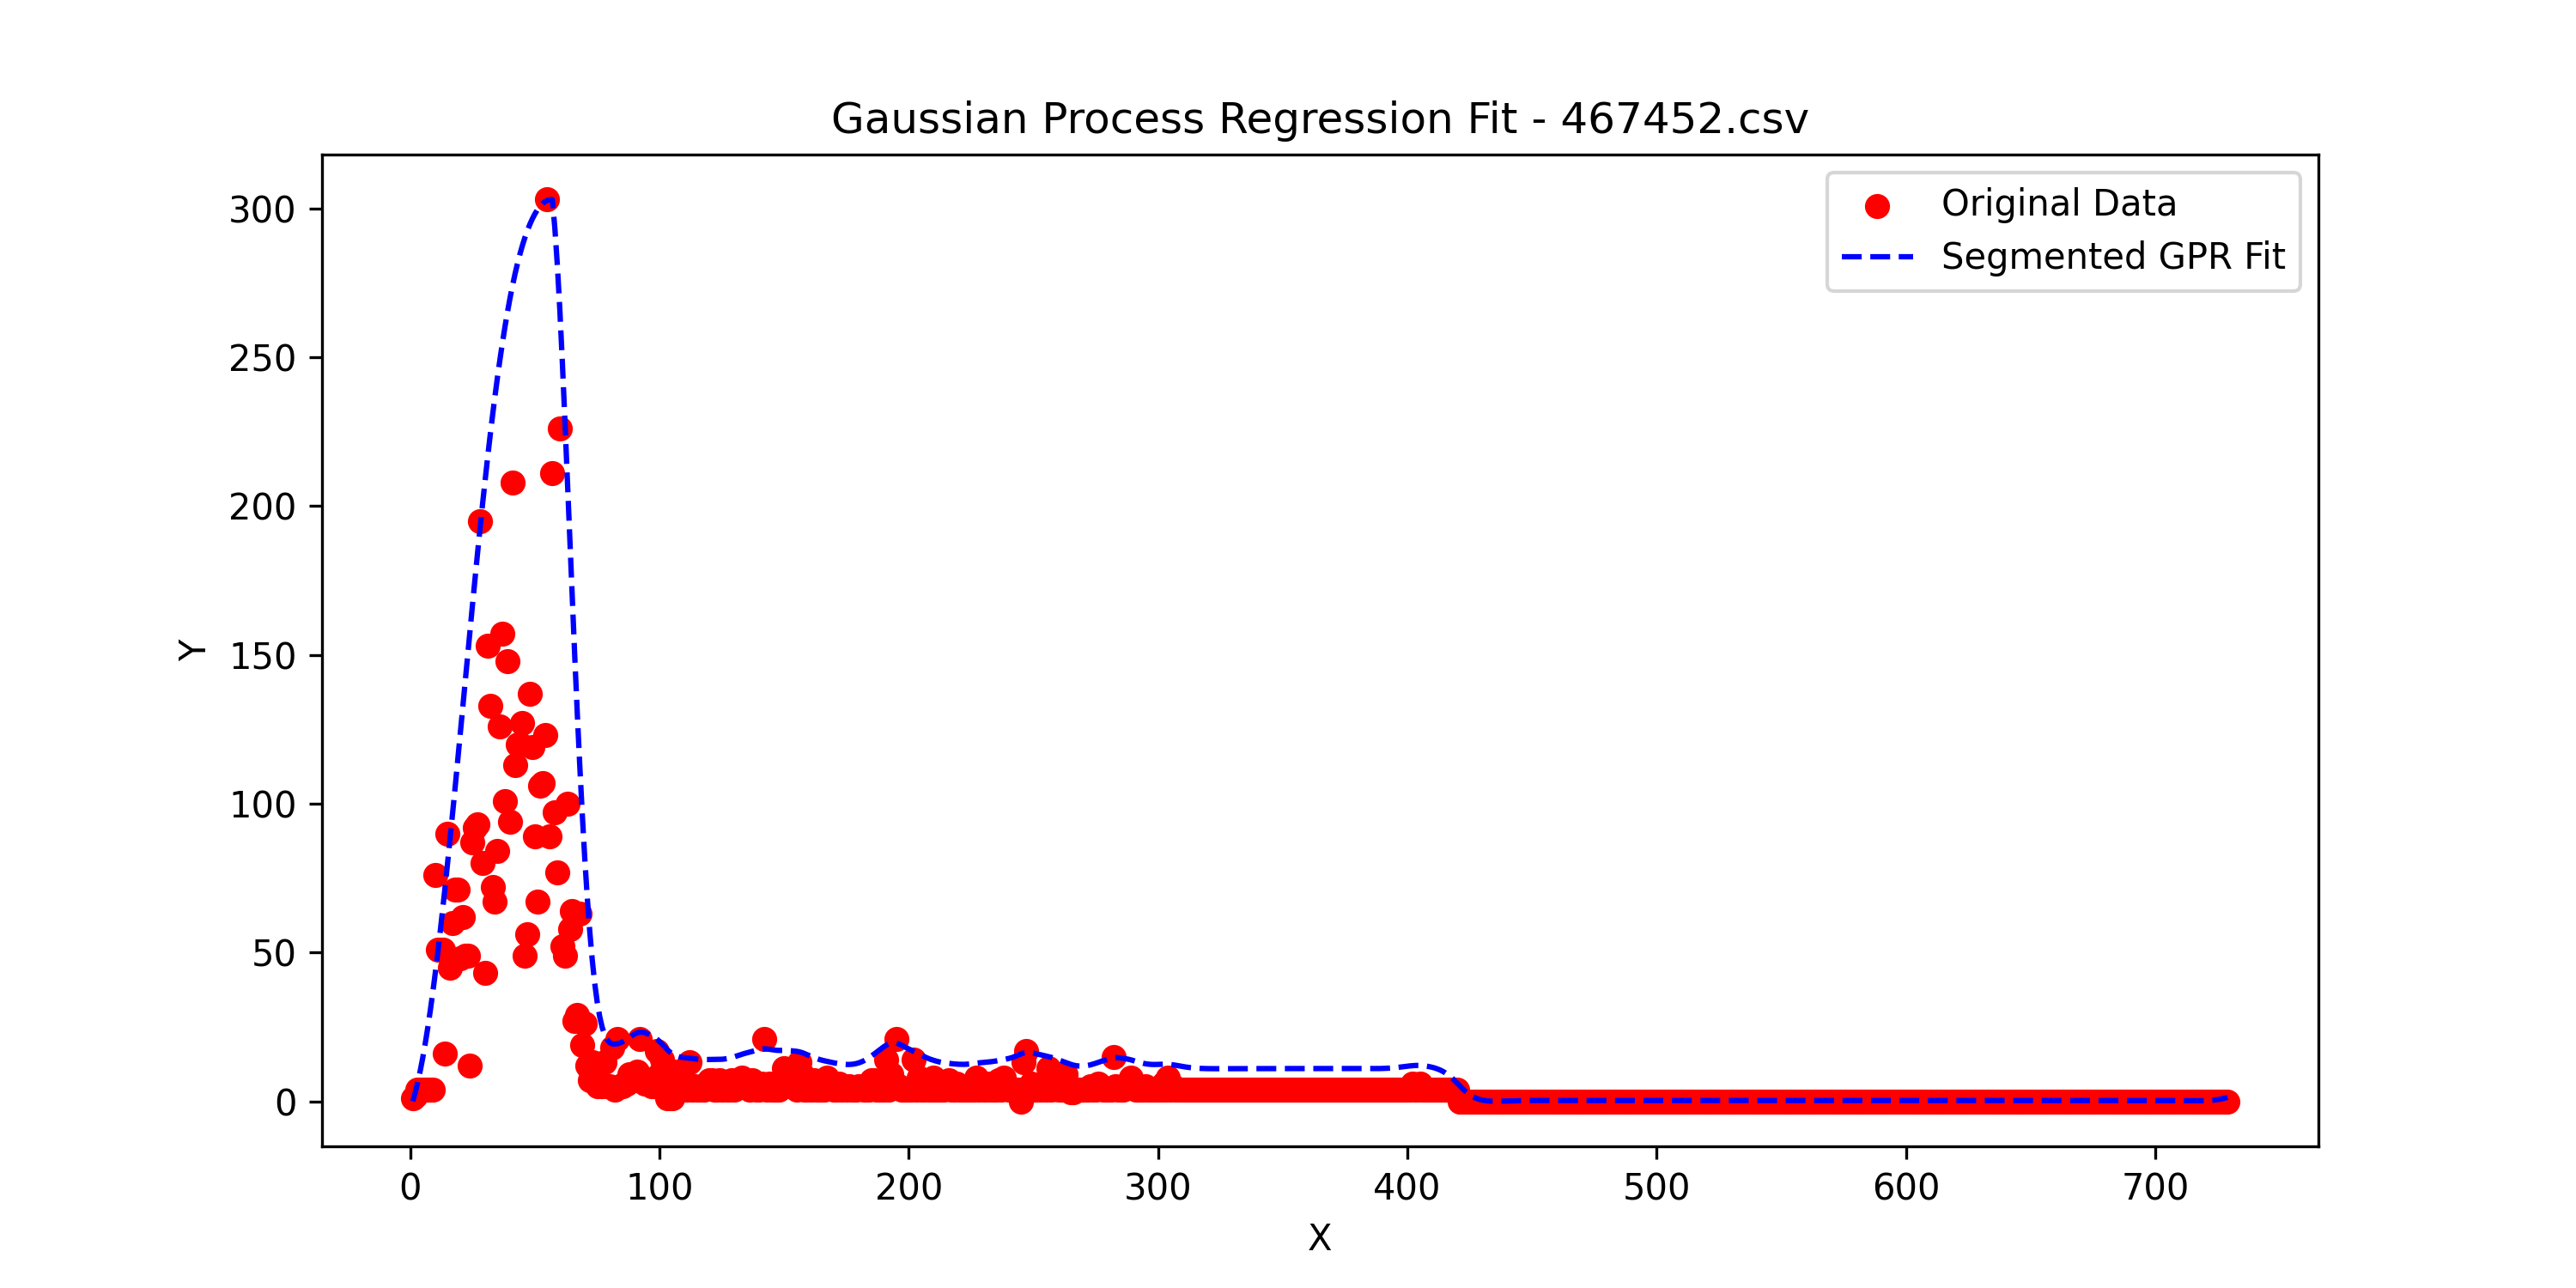 Gaussian Process Regression Fit - 467452.csv
Original Data
Segmented GPR Fit
300
250
200
150
100
50
0
Y
0 100 200 300 400 500 600 700
X